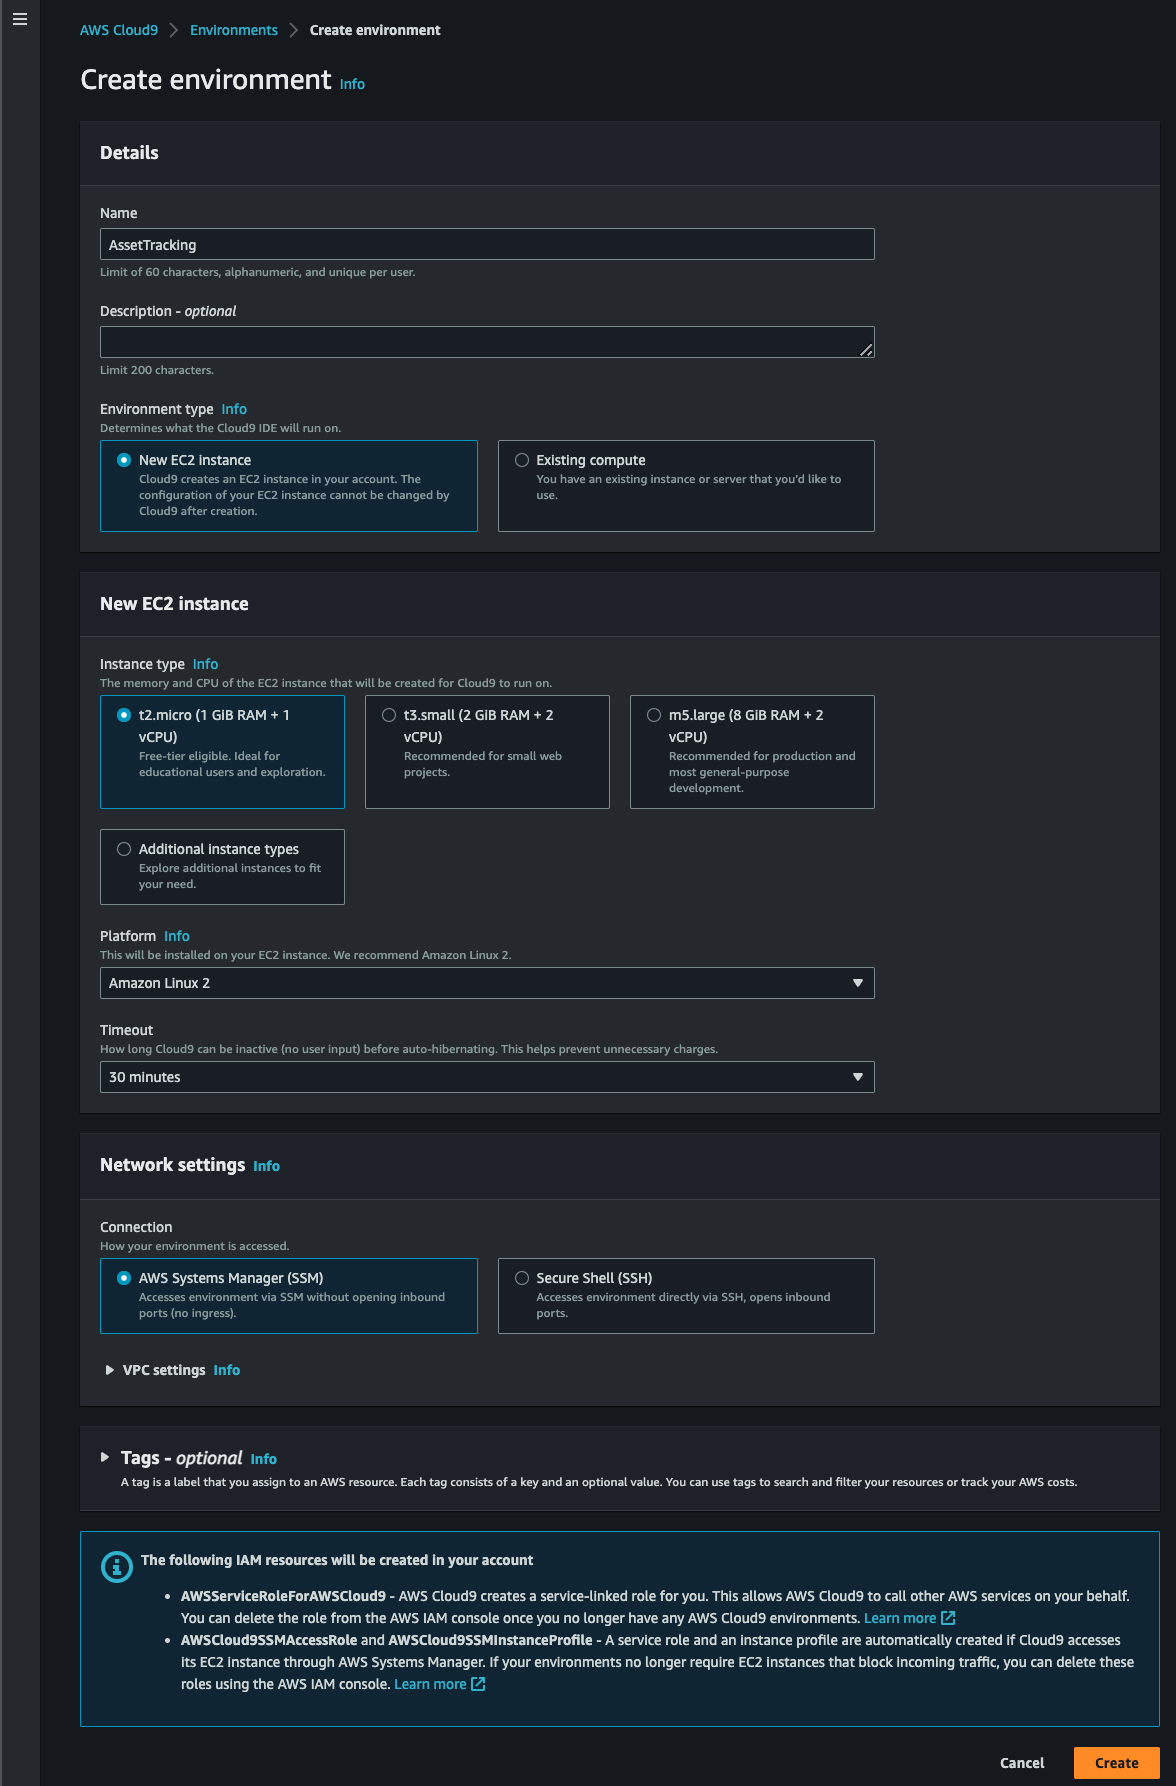 AWS Cloud9 > Environments > Create environment
Create environment Info
Details
Name
AssetTracking
Limit of 60 characters, alphanumeric, and unique per user.
Description - optional
Limit 200 characters.
Environment type Info
Determines what the Cloud9 IDE will run on.
New EC2 instance
Cloud9 creates an EC2 instance in your account. The
configuration of your EC2 instance cannot be changed by
Cloud9 after creation.
Existing compute
You have an existing instance or server that you'd like to
use.
New EC2 instance
Instance type Info
The memory and CPU of the EC2 instance that will be created for Cloud9 to run on.
t2.micro (1 GiB RAM + 1
vCPU)
Free-tier eligible. Ideal for
educational users and exploration.
t3.small (2 GiB RAM + 2
vCPU)
Recommended for small web
projects.
m5.large (8 GiB RAM + 2
vCPU)
Recommended for production and
most general-purpose
development.
Additional instance types
Explore additional instances to fit
your need.
Platform Info
This will be installed on your EC2 instance. We recommend Amazon Linux 2.
Amazon Linux 2
Timeout
How long Cloud9 can be inactive (no user input) before auto-hibernating. This helps prevent unnecessary charges.
30 minutes
Network settings Info
Connection
How your environment is accessed.
AWS Systems Manager (SSM)
Accesses environment via SSM without opening inbound
ports (no ingress).
Secure Shell (SSH)
Accesses environment directly via SSH, opens inbound
ports.
VPC settings Info
Tags - optional Info
A tag is a label that you assign to an AWS resource. Each tag consists of a key and an optional value. You can use tags to search and filter your resources or track your AWS costs.
The following IAM resources will be created in your account
• AWSServiceRoleForAWSCloud9 - AWS Cloud9 creates a service-linked role for you. This allows AWS Cloud9 to call other AWS services on your behalf.
You can delete the role from the AWS IAM console once you no longer have any AWS Cloud9 environments. Learn more
• AWSCloud9SSMAccessRole and AWSCloud9SSMInstanceProfile - A service role and an instance profile are automatically created if Cloud9 accesses
its EC2 instance through AWS Systems Manager. If your environments no longer require EC2 instances that block incoming traffic, you can delete these
roles using the AWS IAM console. Learn more
Cancel
Create